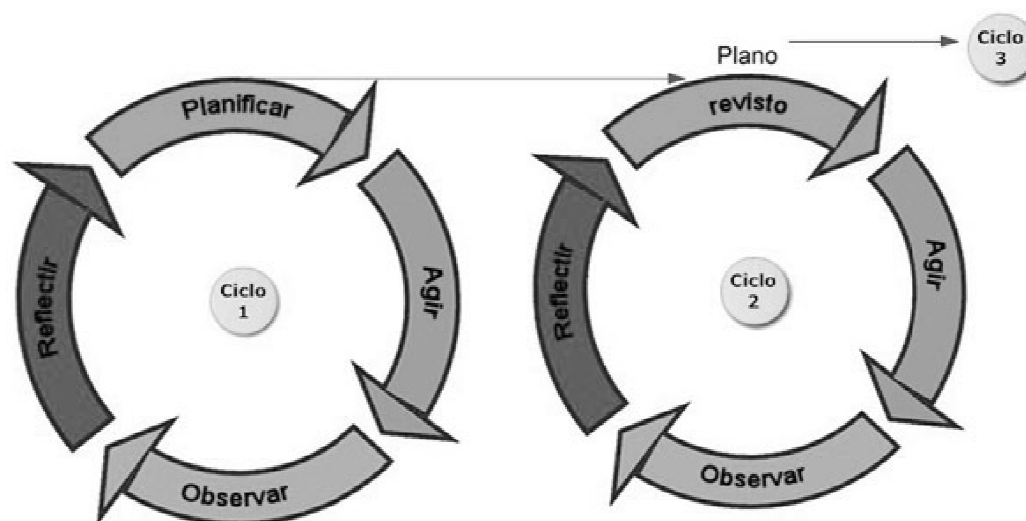 Planificar
Agir
Observar
Reflectir
Ciclo
1
Plano
revisto
Agir
Observar
Reflectir
Ciclo
2
Ciclo
3